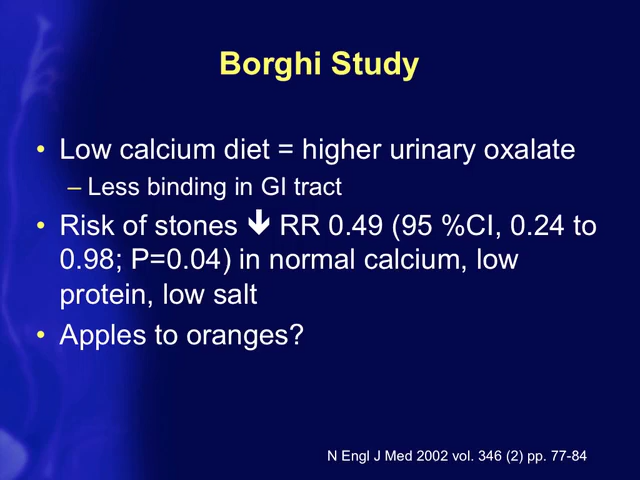 Borghi Study
• Low calcium diet = higher urinary oxalate
– Less binding in GI tract
• Risk of stones 🡇 RR 0.49 (95 %CI, 0.24 to
0.98; P=0.04) in normal calcium, low
protein, low salt
• Apples to oranges?
N Engl J Med 2002 vol. 346 (2) pp. 77-84